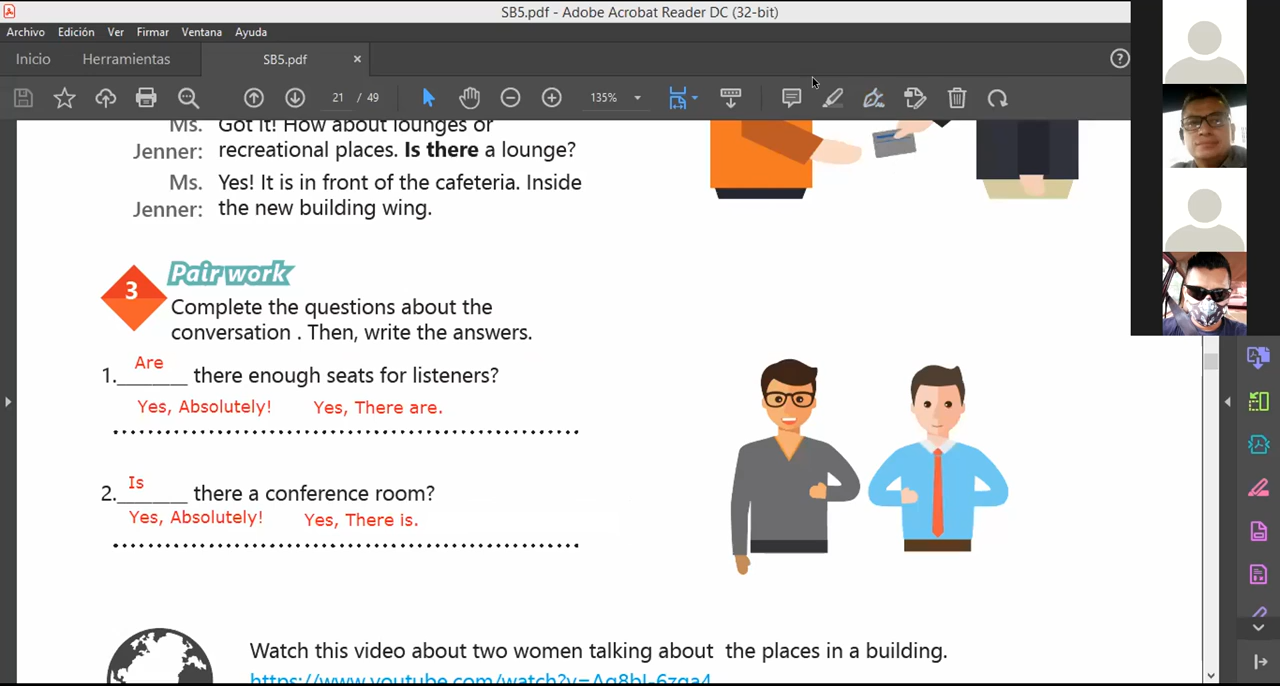 SB5.pdf - Adobe Acrobat Reader DC (32-bit)
Archivo Edición Ver Firmar Ventana Ayuda
Inicio Herramientas SB5.pdf ×
21 / 49 135%
Ms. Got it! How about lounges or
Jenner: recreational places. Is there a lounge?
Ms. Yes! It is in front of the cafeteria. Inside
Jenner: the new building wing.
3 Pair work
Complete the questions about the
conversation . Then, write the answers.
Are
1.______ there enough seats for listeners?
Yes, Absolutely! Yes, There are.
Is
2.______ there a conference room?
Yes, Absolutely! Yes, There is.
Watch this video about two women talking about the places in a building.